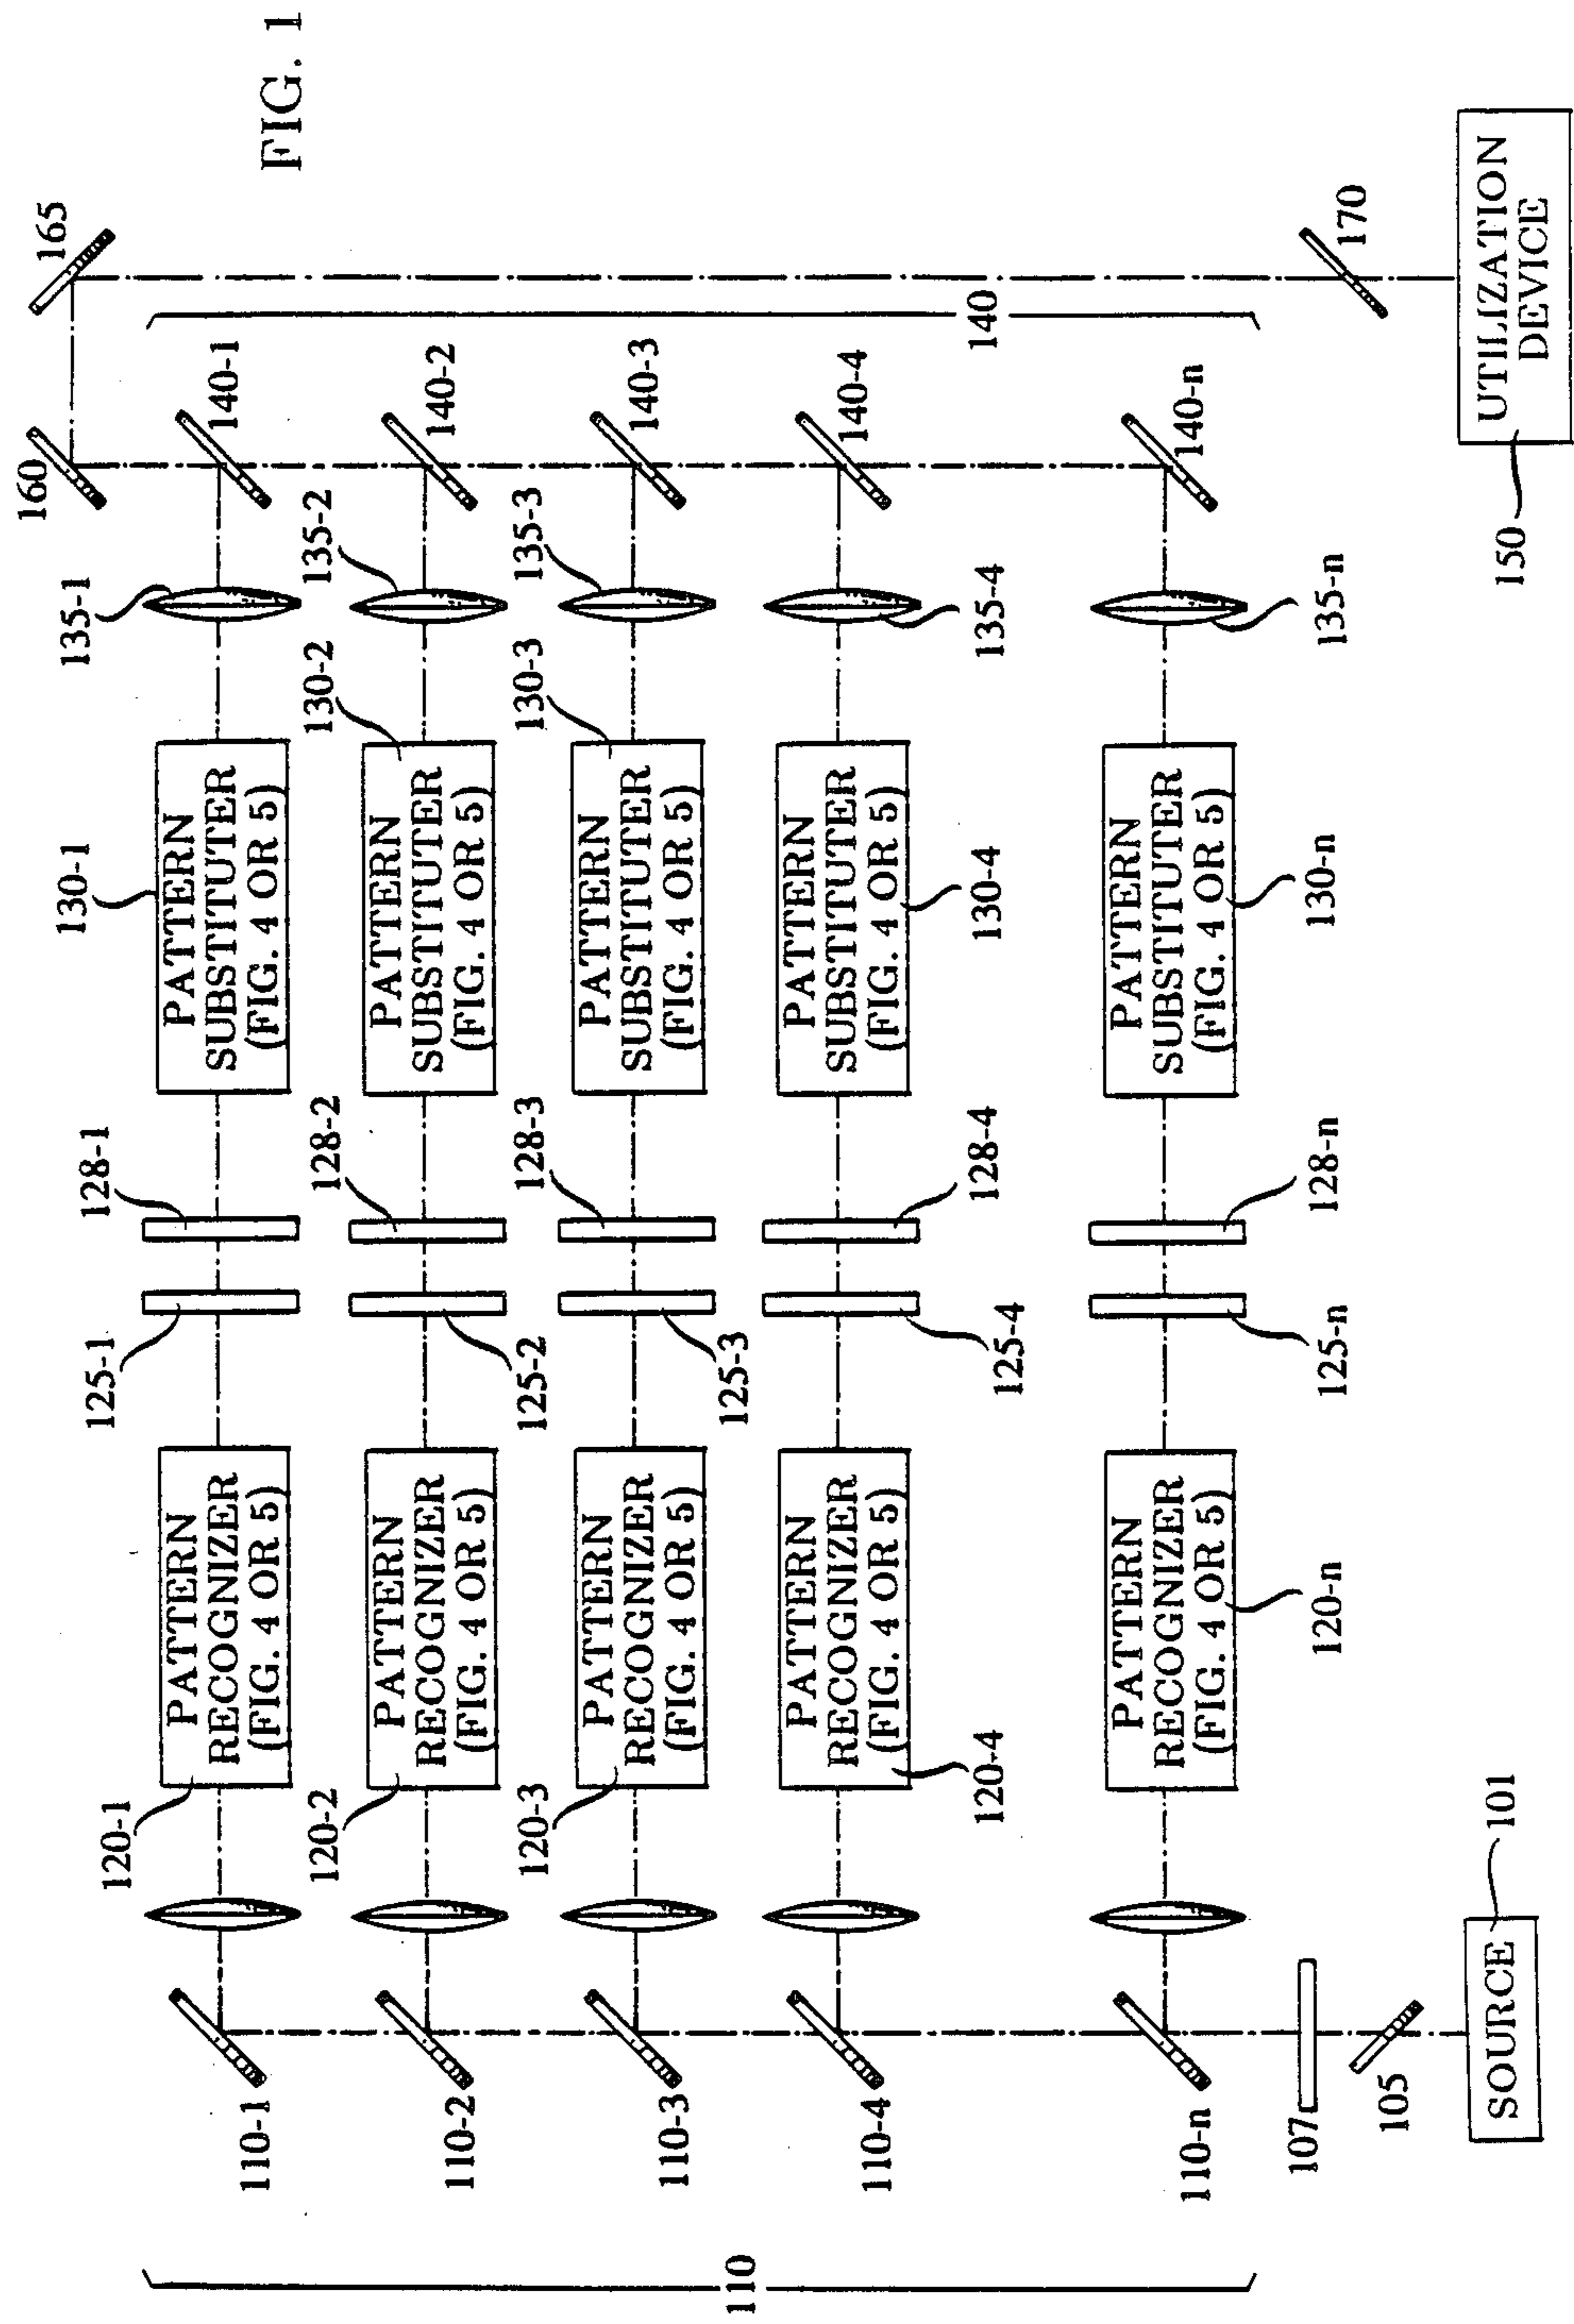 FIG. 1
160
165
135-1
140-1
130-1
PATTERN
SUBSTITUTER
(FIG. 4 OR 5)
128-1
125-1
PATTERN
RECOGNIZER
(FIG. 4 OR 5)
120-1
110-1
135-2
140-2
130-2
PATTERN
SUBSTITUTER
(FIG. 4 OR 5)
128-2
125-2
PATTERN
RECOGNIZER
(FIG. 4 OR 5)
120-2
110-2
135-3
140-3
130-3
PATTERN
SUBSTITUTER
(FIG. 4 OR 5)
128-3
125-3
PATTERN
RECOGNIZER
(FIG. 4 OR 5)
120-3
110-3
140-4
135-4
PATTERN
SUBSTITUTER
(FIG. 4 OR 5)
130-4
128-4
125-4
PATTERN
RECOGNIZER
(FIG. 4 OR 5)
120-4
110-4
140
140-n
135-n
PATTERN
SUBSTITUTER
(FIG. 4 OR 5)
130-n
128-n
125-n
PATTERN
RECOGNIZER
(FIG. 4 OR 5)
120-n
110-n
110
107
105
SOURCE
101
170
UTILIZATION
DEVICE
150